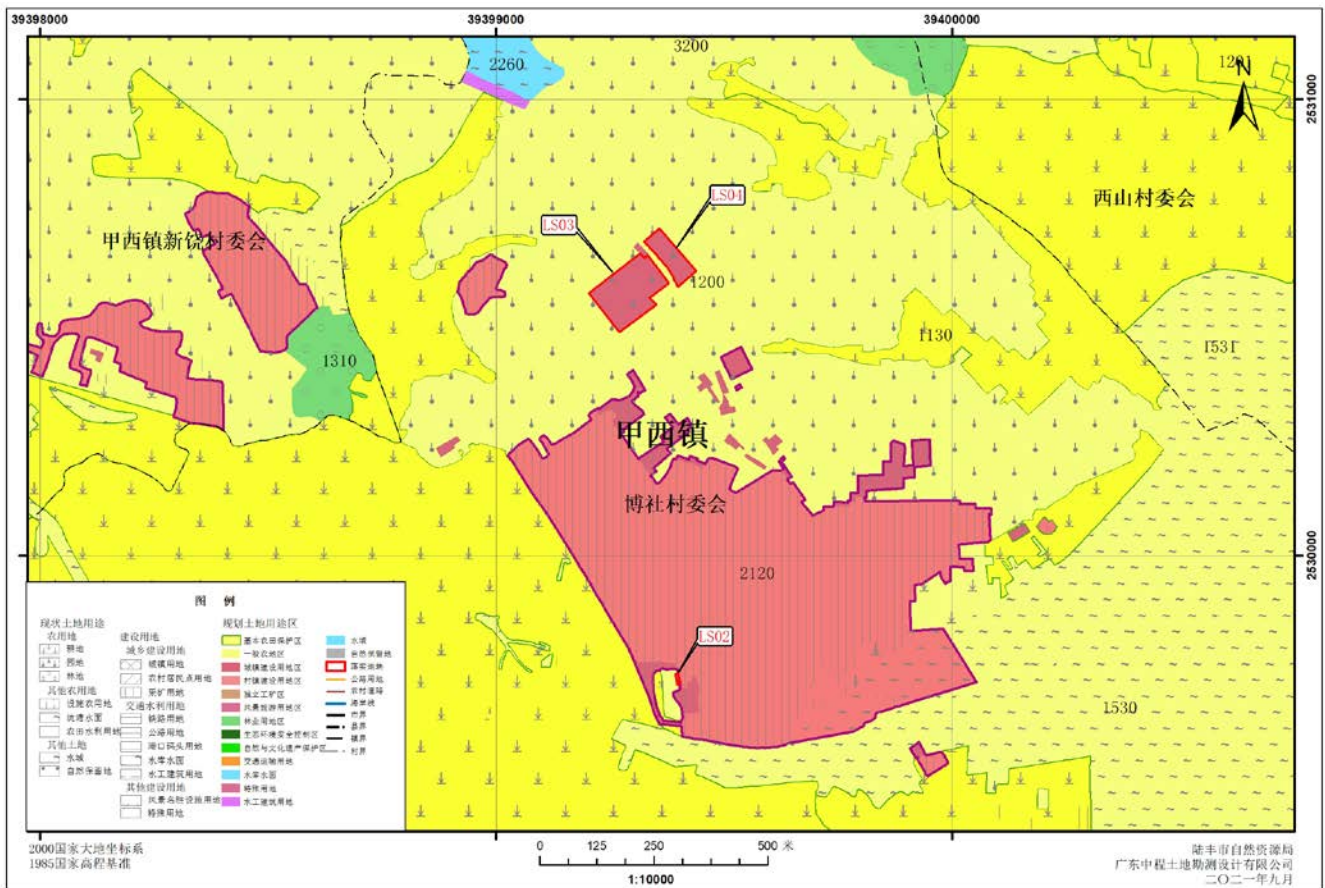 39398000
39399000
39400000
3200
2260
1201
N
2531000
LS04
西山村委会
LS03
甲西镇新饶村委会
1200
1130
1531
1310
甲西镇
博社村委会
2530000
2120
LS02
1530
图 例
现状土地用途
农用地
耕地
园地
林地
其他农用地
设施农用地
坑塘水面
农田水利用地
其他土地
水域
自然保留地
建设用地
城乡建设用地
城镇用地
农村居民点用地
采矿用地
交通水利用地
铁路用地
公路用地
港口码头用地
水库水面
水工建筑用地
其他建设用地
风景名胜设施用地
特殊用地
规划土地用途区
基本农田保护区
一般农地区
城镇建设用地区
村镇建设用地区
独立工矿区
风景旅游用地区
林业用地区
生态环境安全控制区
自然与文化遗产保护区
交通运输用地
水库水面
特殊用地
水工建筑用地
水域
自然保留地
落实地块
公路用地
农村道路
海岸线
市界
县界
镇界
村界
2000国家大地坐标系
1985国家高程基准
0 125 250 500 米
1:10000
陆丰市自然资源局
广东中程土地勘测设计有限公司
二〇二一年九月